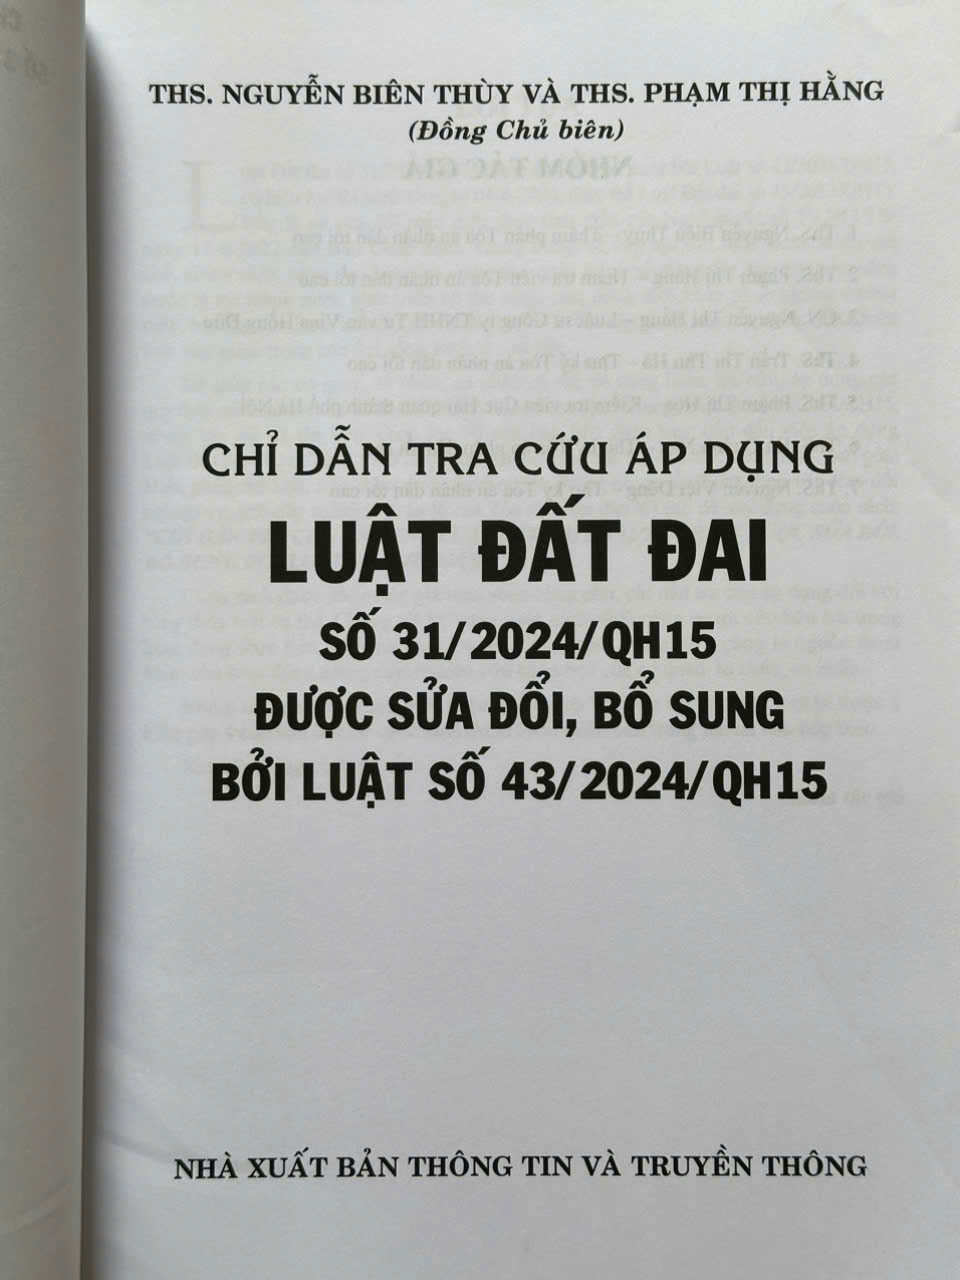 THS. NGUYỄN BIÊN THÙY VÀ THS. PHẠM THỊ HẰNG
(Đồng Chủ biên)
CHỈ DẪN TRA CỨU ÁP DỤNG
LUẬT ĐẤT ĐAI
SỐ 31/2024/QH15
ĐƯỢC SỬA ĐỔI, BỔ SUNG
BỞI LUẬT SỐ 43/2024/QH15
NHÀ XUẤT BẢN THÔNG TIN VÀ TRUYỀN THÔNG